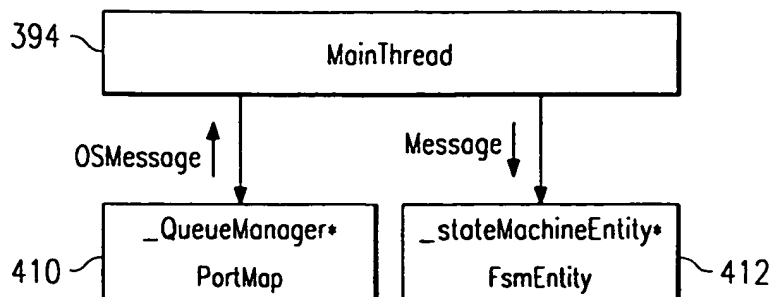 394
MainThread
OSMessage
Message
_QueueManager*
PortMap
410
_stateMachineEntity*
FsmEntity
412